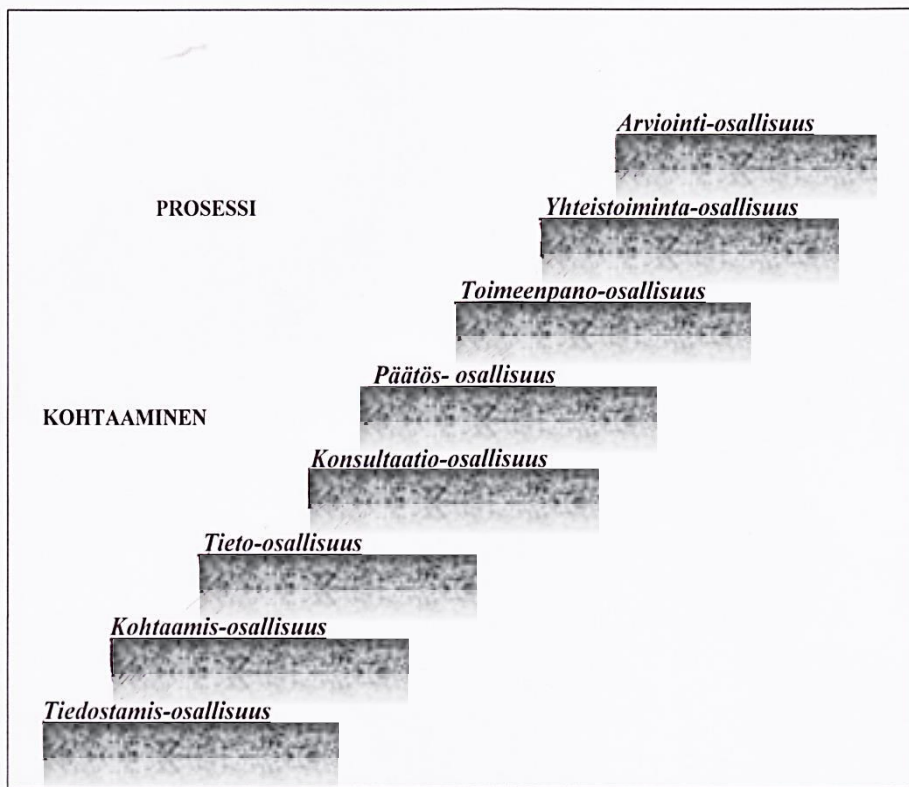 Arviointi-osallisuus
PROSESSI
Yhteistoiminta-osallisuus
Toimeenpano-osallisuus
Päätös- osallisuus
KOHTAAMINEN
Konsultaatio-osallisuus
Tieto-osallisuus
Kohtaamis-osallisuus
Tiedostamis-osallisuus